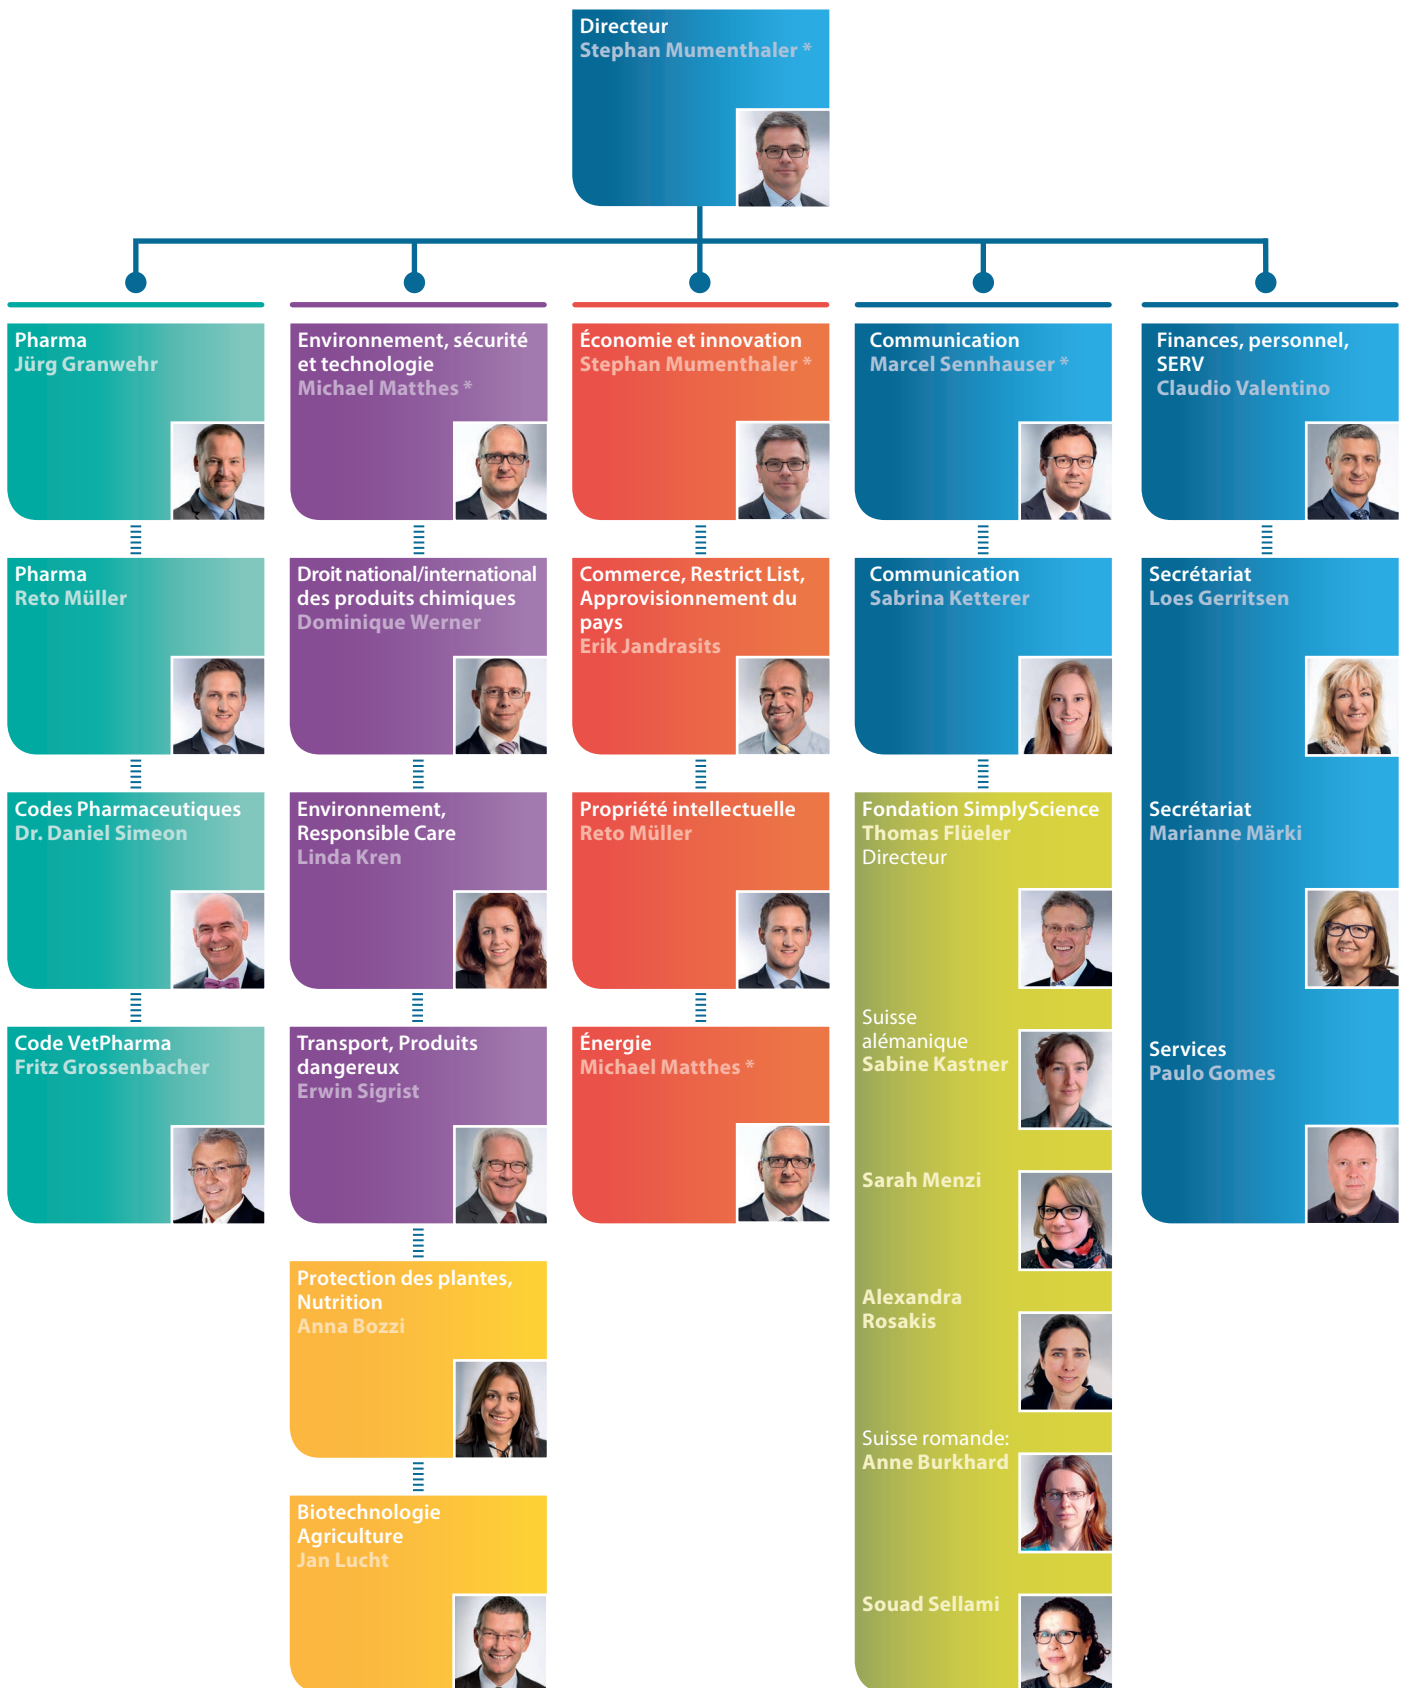 Directeur
Stephan Mumenthaler *
Pharma
Jürg Granwehr
Environnement, sécurité
et technologie
Michael Matthes *
Économie et innovation
Stephan Mumenthaler *
Communication
Marcel Sennhauser *
Finances, personnel,
SERV
Claudio Valentino
Pharma
Reto Müller
Droit national/international
des produits chimiques
Dominique Werner
Commerce, Restrict List,
Approvisionnement du
pays
Erik Jandrasits
Communication
Sabrina Ketterer
Secrétariat
Loes Gerritsen
Codes Pharmaceutiques
Dr. Daniel Simeon
Environnement,
Responsible Care
Linda Kren
Propriété intellectuelle
Reto Müller
Fondation SimplyScience
Thomas Flüeler
Directeur
Secrétariat
Marianne Märki
Code VetPharma
Fritz Grossenbacher
Transport, Produits
dangereux
Erwin Sigrist
Énergie
Michael Matthes *
Suisse
alémanique
Sabine Kastner
Services
Paulo Gomes
Sarah Menzi
Protection des plantes,
Nutrition
Anna Bozzi
Alexandra
Rosakis
Suisse romande:
Anne Burkhard
Biotechnologie
Agriculture
Jan Lucht
Souad Sellami